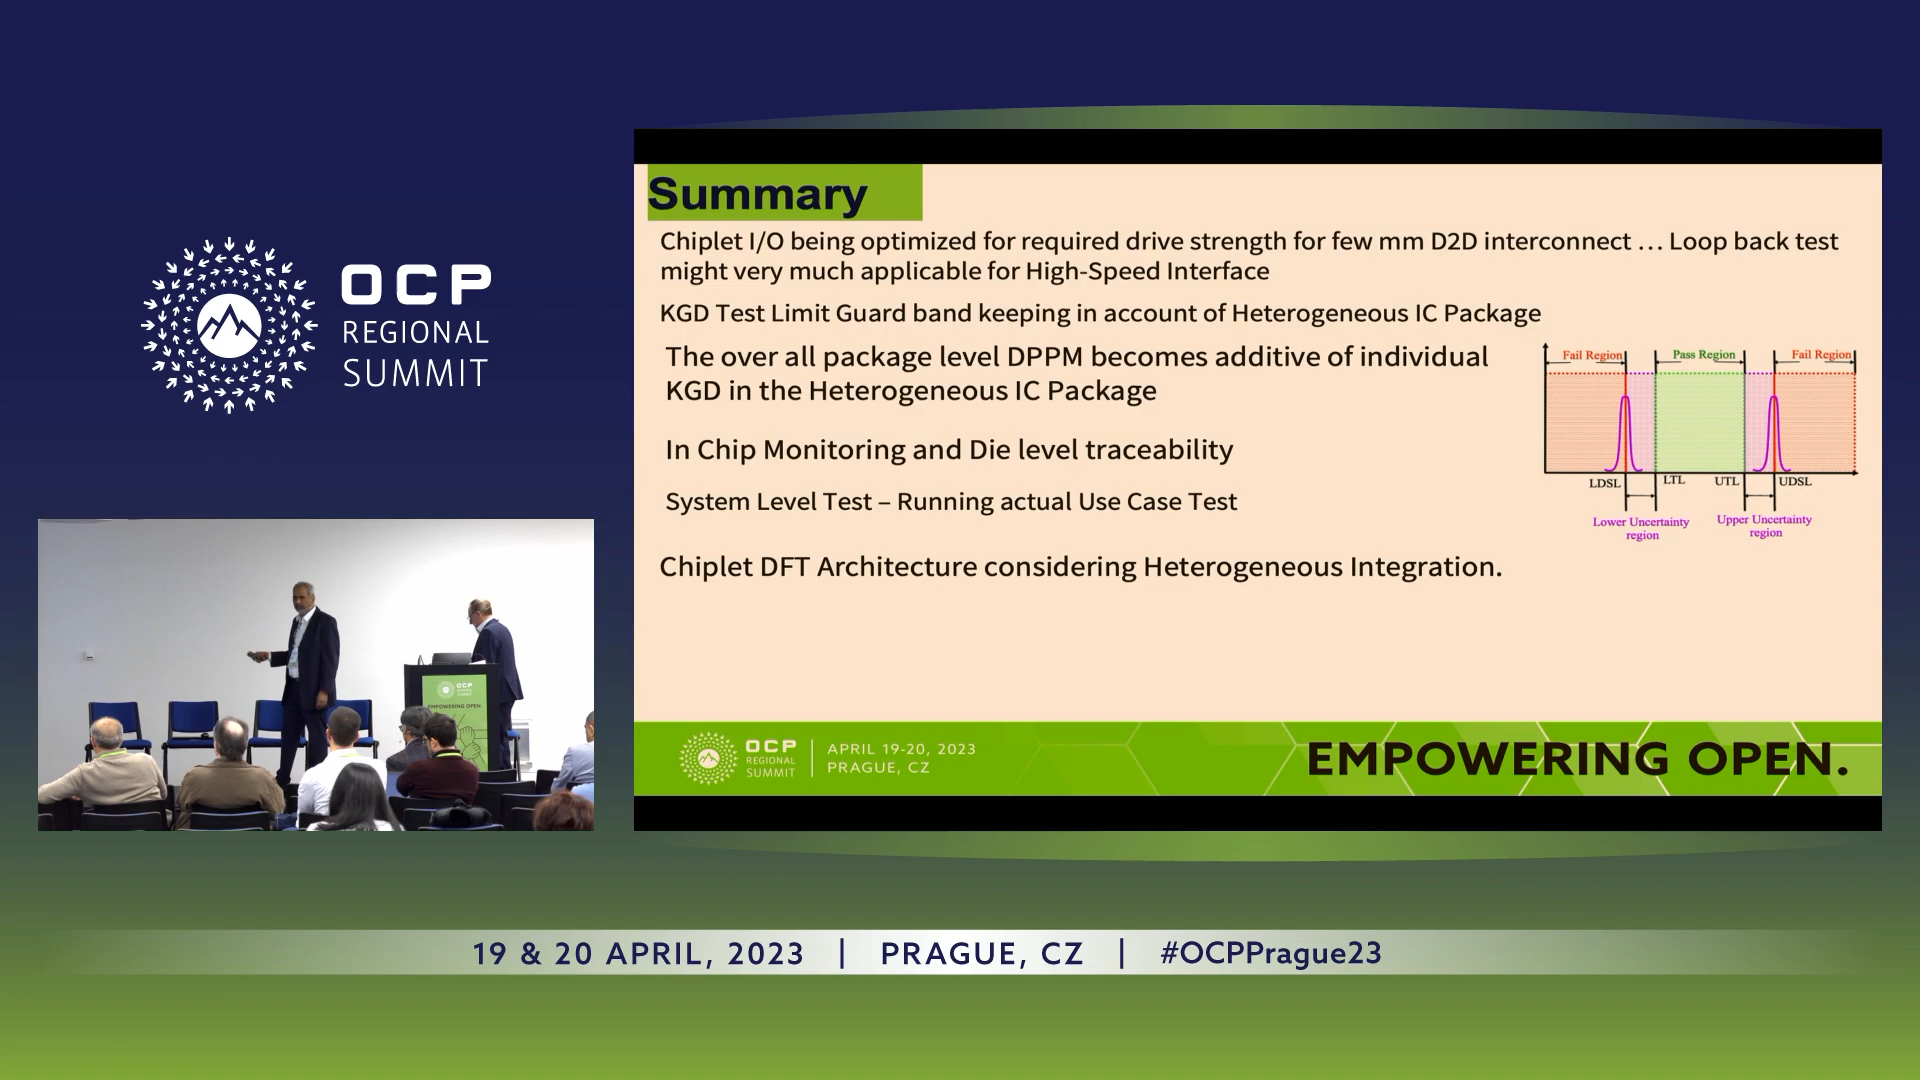 OCP
REGIONAL
SUMMIT
Summary
Chiplet I/O being optimized for required drive strength for few mm D2D interconnect … Loop back test
might very much applicable for High-Speed Interface
KGD Test Limit Guard band keeping in account of Heterogeneous IC Package
The over all package level DPPM becomes additive of individual
KGD in the Heterogeneous IC Package
In Chip Monitoring and Die level traceability
System Level Test – Running actual Use Case Test
Chiplet DFT Architecture considering Heterogeneous Integration.
Fail Region Pass Region Fail Region
LDSL LTL UTL UDSL
Lower Uncertainty
region
Upper Uncertainty
region
OCP
REGIONAL
SUMMIT
APRIL 19-20, 2023
PRAGUE, CZ
EMPOWERING OPEN.
OCP
EMPOWERING OPEN.
19 & 20 APRIL, 2023 | PRAGUE, CZ | #OCPPrague23